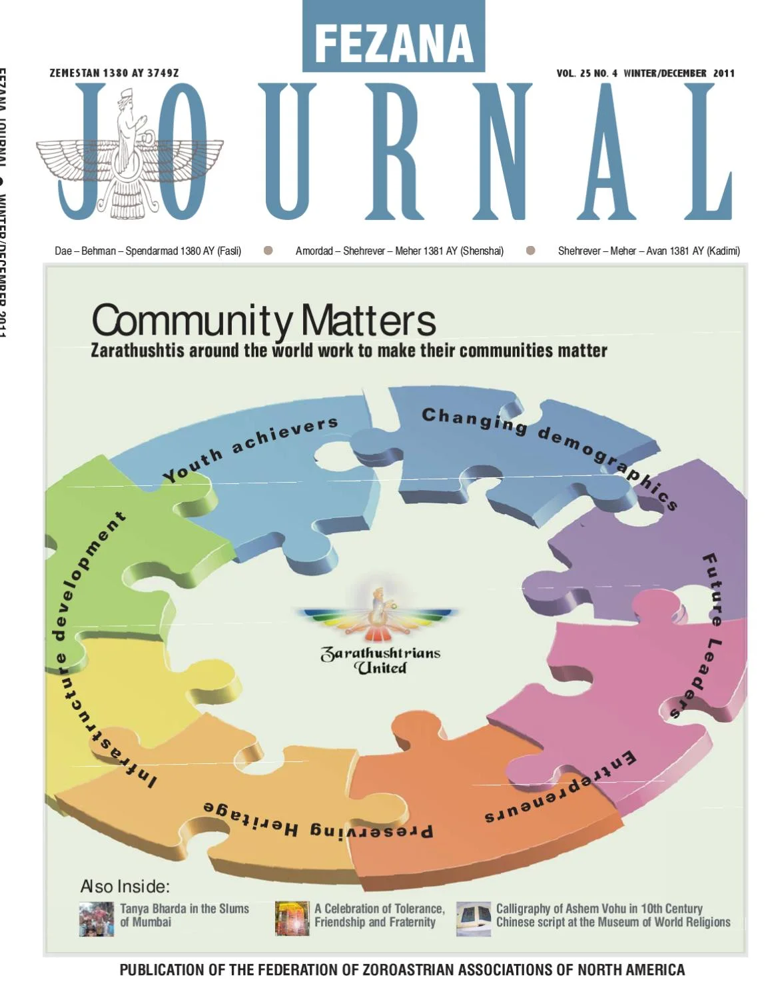 FEZANA
ZEMESTAN 1380 AY 3749Z
VOL. 25 NO. 4 WINTER/DECEMBER 2011
JOURNAL
FEZANA JOURNAL ● WINTER/DECEMBER 2011
Dae – Behman – Spendarmad 1380 AY (Fasli) ● Amordad – Shehrever – Meher 1381 AY (Shenshai) ● Shehrever – Meher – Avan 1381 AY (Kadimi)
Community Matters
Zarathushtis around the world work to make their communities matter
Youth achievers
Changing demographics
Future Leaders
Entrepreneurs
Preserving Heritage
Infrastructure development
Zarathushtrians
United
Also Inside:
Tanya Bharda in the Slums
of Mumbai
A Celebration of Tolerance,
Friendship and Fraternity
Calligraphy of Ashem Vohu in 10th Century
Chinese script at the Museum of World Religions
PUBLICATION OF THE FEDERATION OF ZOROASTRIAN ASSOCIATIONS OF NORTH AMERICA